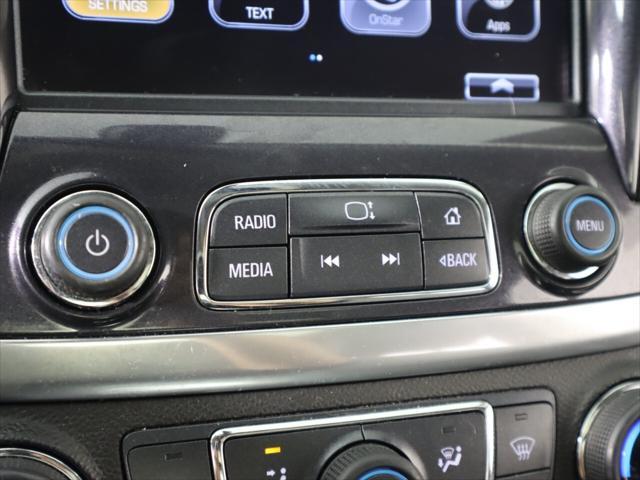 SETTINGS
TEXT
OnStar
Apps
RADIO
MENU
MEDIA
BACK